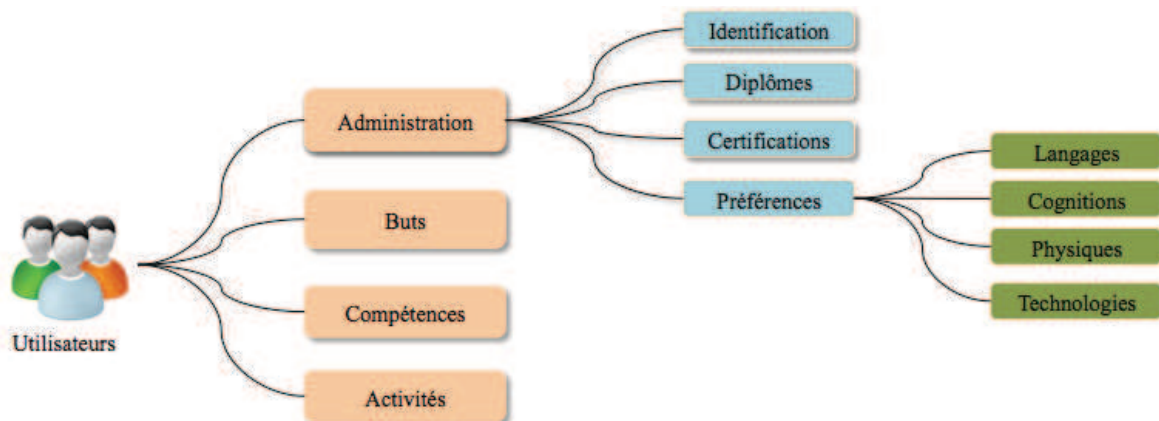 Utilisateurs
Administration
Buts
Compétences
Activités
Identification
Diplômes
Certifications
Préférences
Langages
Cognitions
Physiques
Technologies